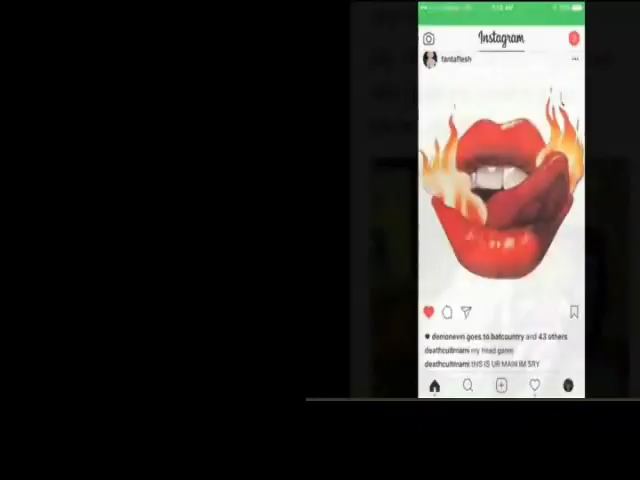 Instagram
fantaflesh
demonevn.goes.to.batcountry and 43 others
deathcultmami my head game
deathcultmami tHIS IS UR MAIN IM SRY